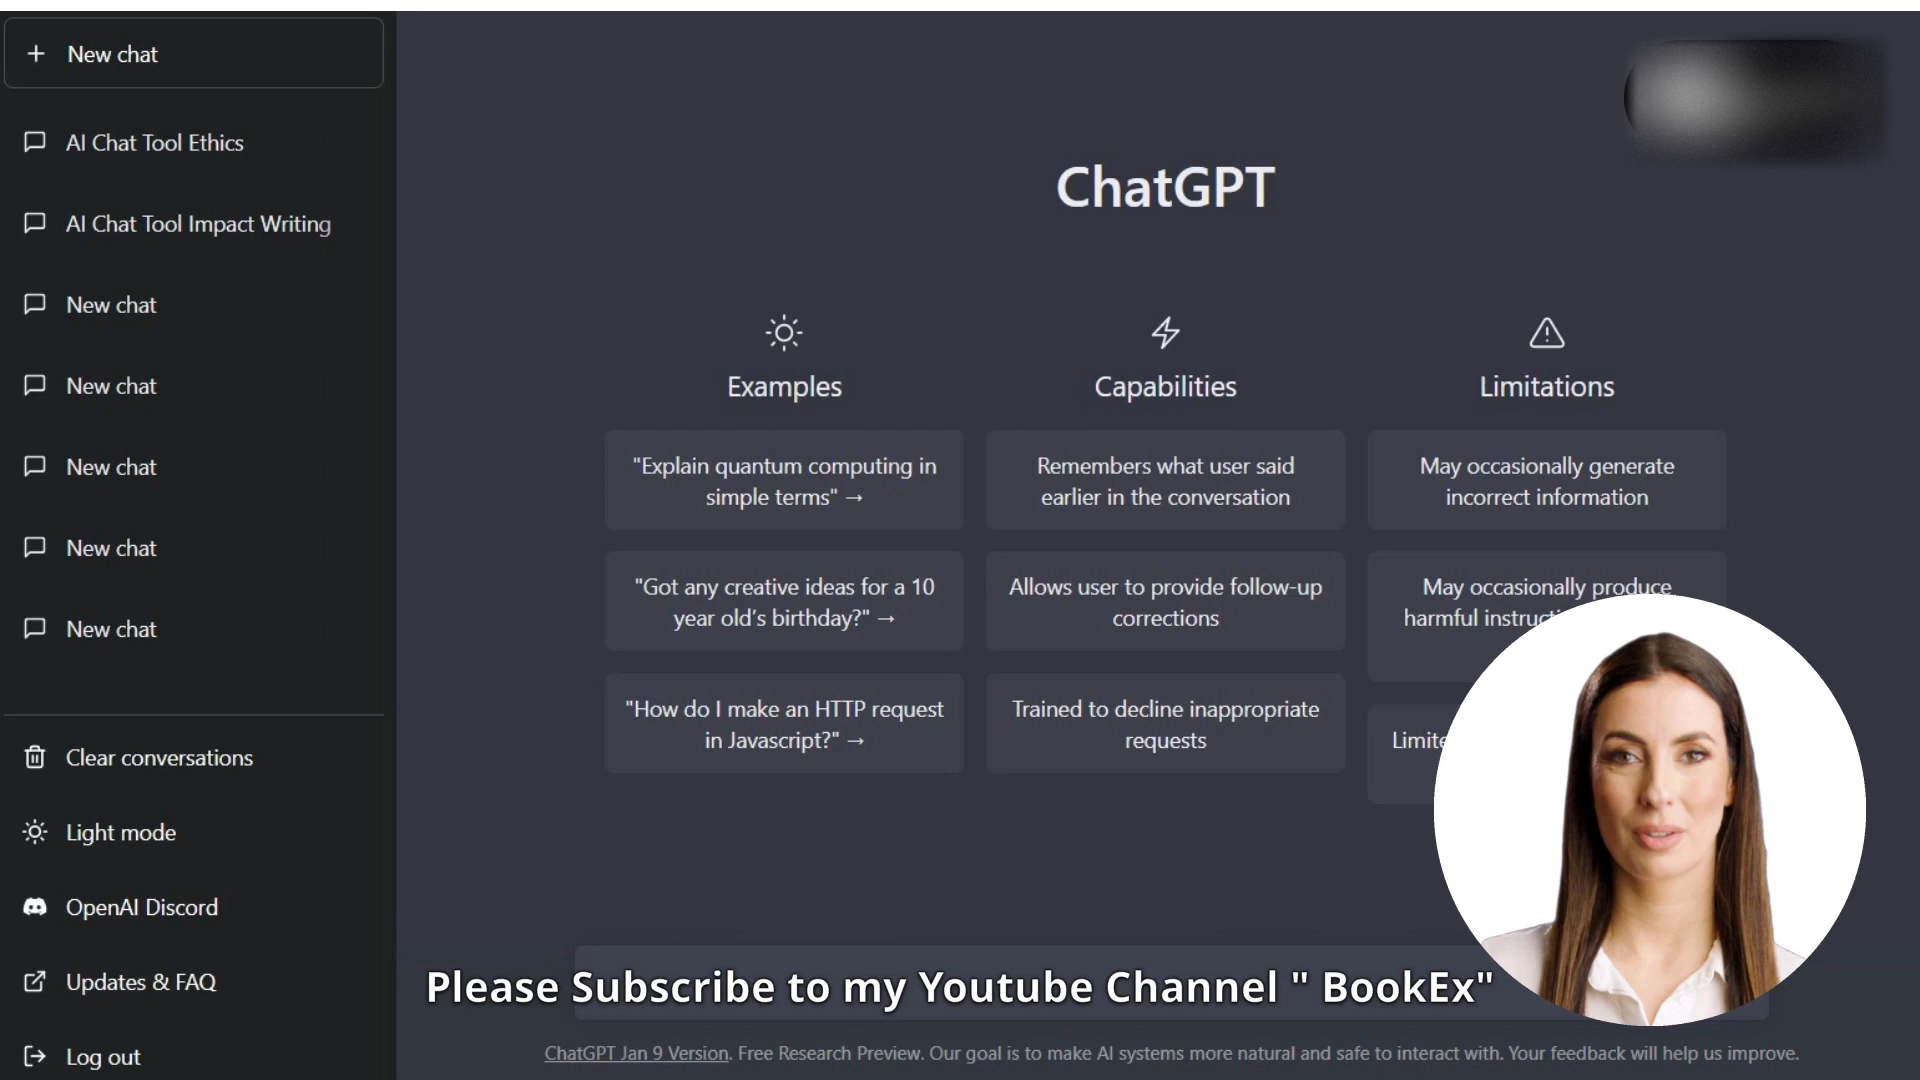 New chat
AI Chat Tool Ethics
AI Chat Tool Impact Writing
New chat
New chat
New chat
New chat
New chat
Clear conversations
Light mode
OpenAI Discord
Updates & FAQ
Log out
ChatGPT
Examples
"Explain quantum computing in
simple terms" →
"Got any creative ideas for a 10
year old’s birthday?" →
"How do I make an HTTP request
in Javascript?" →
Capabilities
Remembers what user said
earlier in the conversation
Allows user to provide follow-up
corrections
Trained to decline inappropriate
requests
Limitations
May occasionally generate
incorrect information
May occasionally produce
harmful
Please Subscribe to my Youtube Channel " BookEx"
ChatGPT Jan 9 Version. Free Research Preview. Our goal is to make AI systems more natural and safe to interact with. Your feedback will help us improve.